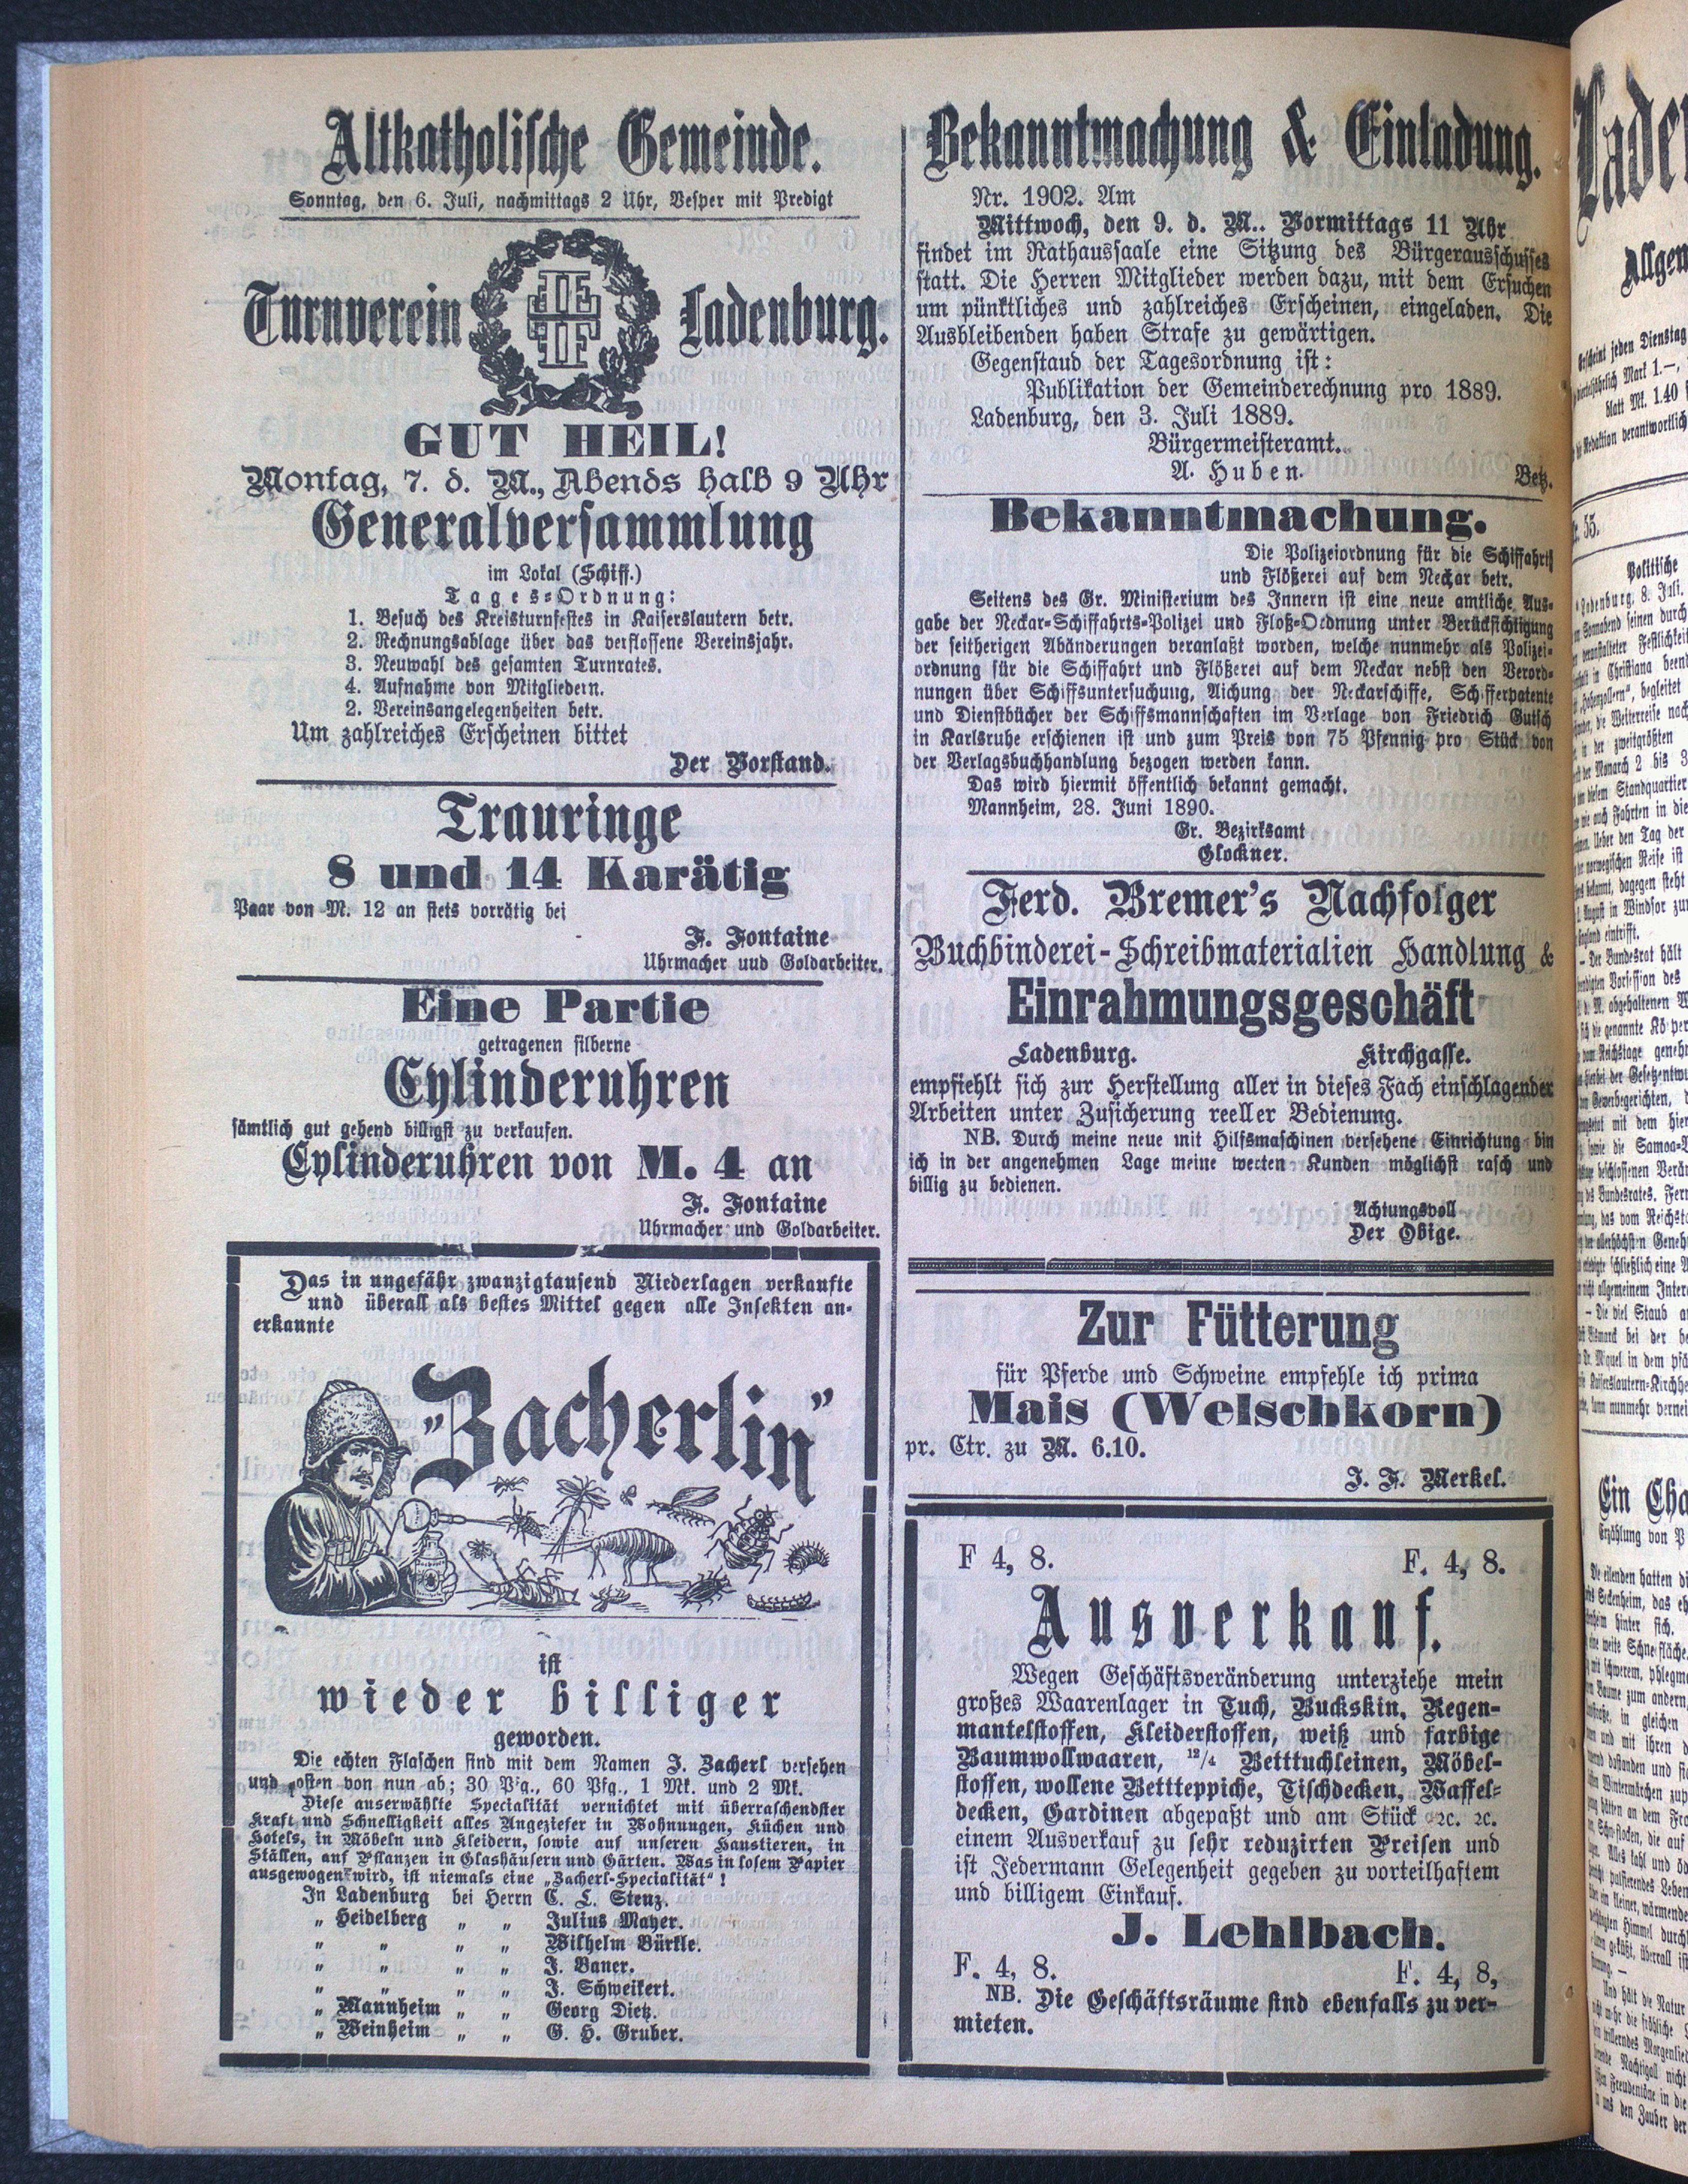 Altkatholische Gemeinde.
Sonntag, den 6. Juli, nachmittags 2 Uhr, Vesper mit Predigt
Turnverein Ladenburg.
GUT HEIL!
Montag, 7. d. M., Abends halb 9 Uhr
Generalversammlung
im Lokal (Schiff.)
Tages-Ordnung:
1. Besuch des Kreisturnfestes in Kaiserslautern betr.
2. Rechnungsablage über das verflossene Vereinsjahr.
3. Neuwahl des gesamten Turnrates.
4. Aufnahme von Mitgliedern.
2. Vereinsangelegenheiten betr.
Um zahlreiches Erscheinen bittet
Der Vorstand.
Trauringe
8 und 14 Karätig
Paar von M. 12 an stets vorrätig bei
F. Fontaine
Uhrmacher uud Goldarbeiter.
Eine Partie
getragenen silberne
Cylinderuhren
sämtlich gut gehend billigst zu verkaufen.
Cylinderuhren von M. 4 an
F. Fontaine
Uhrmacher und Goldarbeiter.
Das in ungefähr zwanzigtausend Niederlagen verkaufte
und überall als bestes Mittel gegen alle Insekten an-
erkannte
„Zacherlin”
ist
wieder billiger
geworden.
Die echten Flaschen sind mit dem Namen J. Zacherl versehen
und kosten von nun ab; 30 Pfg., 60 Pfg., 1 Mk. und 2 Mk.
Diese auserwählte Specialität vernichtet mit überraschendster
Kraft und Schnelligkeit alles Ungeziefer in Wohnungen, Küchen und
Hotels, in Möbeln und Kleidern, sowie auf unseren Haustieren, in
Ställen, auf Pflanzen in Glashäusern und Gärten. Was in losem Papier
ausgewogen wird, ist niemals eine „Zacherl-Specialität“ !
In Ladenburg bei Herrn C. L. Stenz.
„ Heidelberg „ „ Julius Mayer.
„ „ „ „ Wilhelm Bürkle.
„ „ „ „ J. Bauer.
„ „ „ „ J. Schweikert.
„ Mannheim „ „ Georg Dietz.
„ Weinheim „ „ G. H. Gruber.
Bekanntmachung & Einladung.
Nr. 1902. Am
Mittwoch, den 9. d. M.. Vormittags 11 Uhr
findet im Rathaussaale eine Sitzung des Bürgerausschusses
statt. Die Herren Mitglieder werden dazu, mit dem Ersuchen
um pünktliches und zahlreiches Erscheinen, eingeladen. Die
Ausbleibenden haben Strafe zu gewärtigen.
Gegenstaud der Tagesordnung ist:
Publikation der Gemeinderechnung pro 1889.
Ladenburg, den 3. Juli 1889.
Bürgermeisteramt.
A. Huben.
Betz.
Bekanntmachung.
Die Polizeiordnung für die Schiffahrt
und Flößerei auf dem Neckar betr.
Seitens des Gr. Ministerium des Innern ist eine neue amtliche Aus-
gabe der Neckar-Schiffahrts-Polizei und Floß-Ordnung unter Berücksichtigung
der seitherigen Abänderungen veranlaßt worden, welche nunmehr als Polizei-
ordnung für die Schiffahrt und Flößerei auf dem Neckar nebst den Verord-
nungen über Schiffsuntersuchung, Aichung der Neckarschiffe, Schifferpatente
und Dienstbücher der Schiffsmannschaften im Verlage von Friedrich Gutsch
in Karlsruhe erschienen ist und zum Preis von 75 Pfennig pro Stück von
der Verlagsbuchhandlung bezogen werden kann.
Das wird hiermit öffentlich bekannt gemacht.
Mannheim, 28. Juni 1890.
Gr. Bezirksamt
Glockner.
Ferd. Bremer's Nachfolger
Buchbinderei-Schreibmaterialien Handlung &
Einrahmungsgeschäft
Ladenburg. Kirchgasse.
empfiehlt sich zur Herstellung aller in dieses Fach einschlagender
Arbeiten unter Zusicherung reeller Bedienung.
NB. Durch meine neue mit Hilfsmaschinen versehene Einrichtung bin
ich in der angenehmen Lage meine werten Kunden möglichst rasch und
billig zu bedienen.
Achtungsvoll
Der Obige.
Zur Fütterung
für Pferde und Schweine empfehle ich prima
Mais (Welschkorn)
pr. Ctr. zu M. 6.10.
J. F. Merkel.
F 4, 8. F. 4, 8.
Ausverkauf.
Wegen Geschäftsveränderung unterziehe mein
großes Waarenlager in Tuch, Buckskin, Regen-
mantelstoffen, Kleiderstoffen, weiß und farbige
Baumwollwaaren, 12/4 Betttuchleinen, Möbel-
stoffen, wollene Bettteppiche, Tischdecken, Waffel-
decken, Gardinen abgepaßt und am Stück ꝛc. ꝛc.
einem Ausverkauf zu sehr reduzirten Preisen und
ist Jedermann Gelegenheit gegeben zu vorteilhaftem
und billigem Einkauf.
J. Lehlbach.
F. 4, 8. F. 4, 8,
NB. Die Geschäftsräume sind ebenfalls zu ver-
mieten.